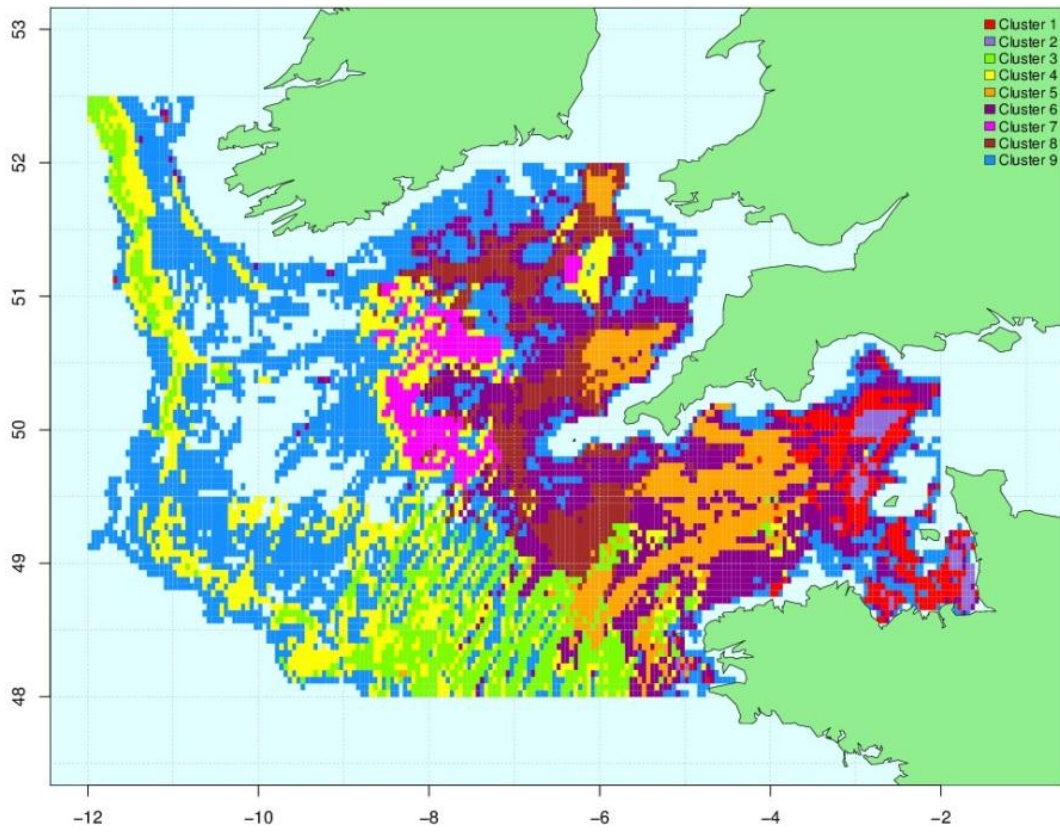 Cluster 1
Cluster 2
Cluster 3
Cluster 4
Cluster 5
Cluster 6
Cluster 7
Cluster 8
Cluster 9
53
52
51
50
49
48
−12 −10 −8 −6 −4 −2